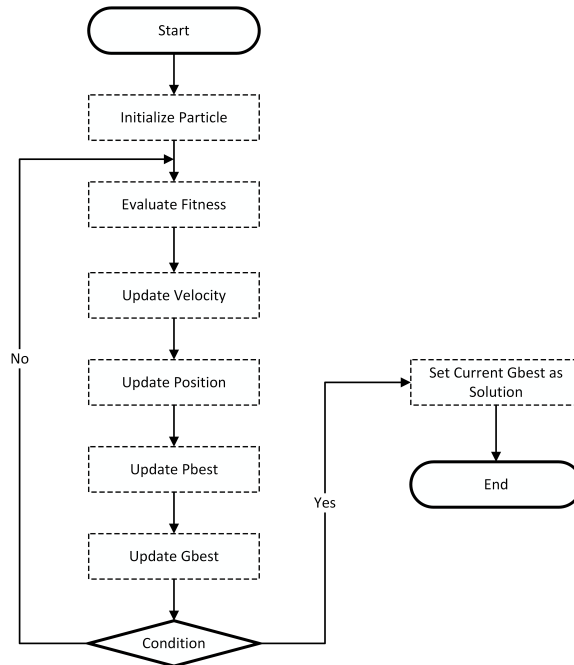 Start
Initialize Particle
Evaluate Fitness
Update Velocity
No
Update Position
Set Current Gbest as
Solution
Update Pbest
End
Yes
Update Gbest
Condition